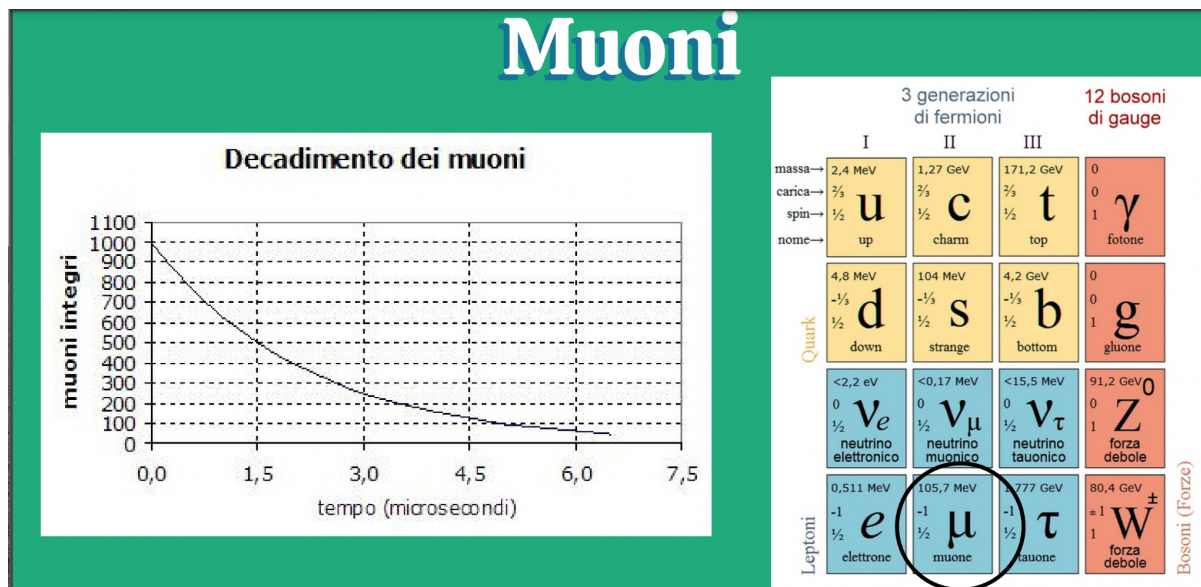 Muoni
Decadimento dei muoni
muoni integri
1100
1000
900
800
700
600
500
400
300
200
100
0
0,0 1,5 3,0 4,5 6,0 7,5
tempo (microsecondi)
3 generazioni
di fermioni
12 bosoni
di gauge
I II III
massa→
carica→
spin→
nome→
2,4 MeV
⅔
½
u
up
1,27 GeV
⅔
½
c
charm
171,2 GeV
⅔
½
t
top
0
0
1
γ
fotone
Quark
4,8 MeV
-⅓
½
d
down
104 MeV
-⅓
½
s
strange
4,2 GeV
-⅓
½
b
bottom
0
0
1
g
gluone
<2,2 eV
0
½
νe
neutrino
elettronico
<0,17 MeV
0
½
νμ
neutrino
muonico
<15,5 MeV
0
½
ντ
neutrino
tauonico
91,2 GeV
0
1
Z0
forza
debole
Leptoni
0,511 MeV
-1
½
e
elettrone
105,7 MeV
-1
½
μ
muone
1,777 GeV
-1
½
τ
tauone
80,4 GeV
±1
1
W±
forza
debole
Bosoni (Forze)